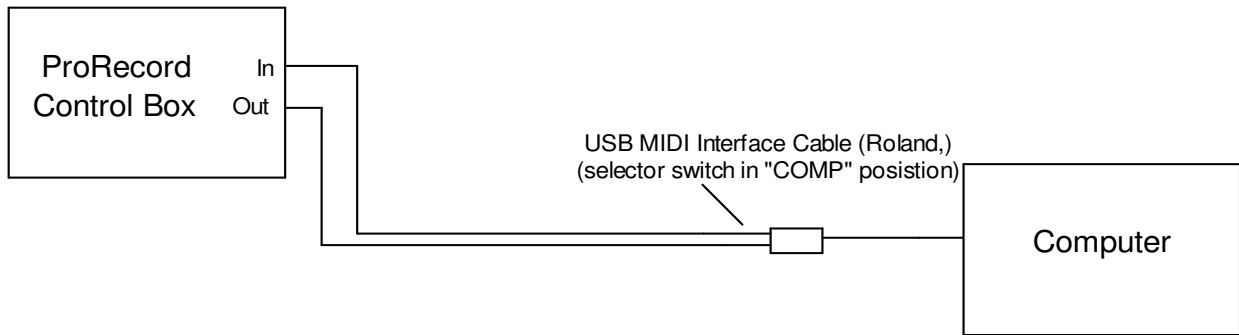 ProRecord
Control Box
In
Out
USB MIDI Interface Cable (Roland,)
(selector switch in "COMP" posistion)
Computer